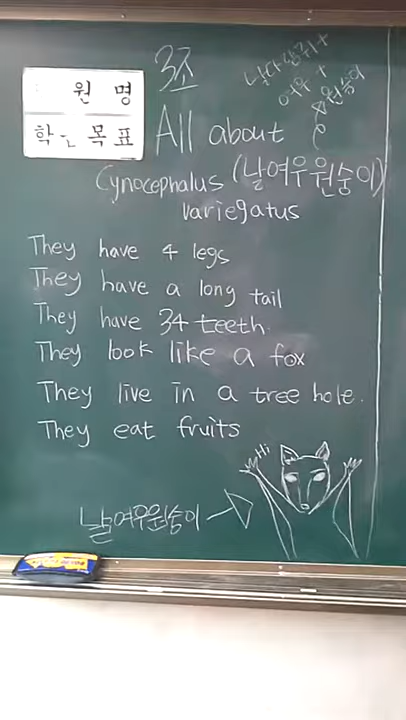 3조
날다람쥐+
여우 +
원숭이
원 명
학 목 표
All about
Cynocephalus (날여우원숭이)
variegatus
They have 4 legs
They have a long tail
They have 34 teeth.
They look like a fox
They live in a tree hole.
They eat fruits
Hi
날여우원숭이